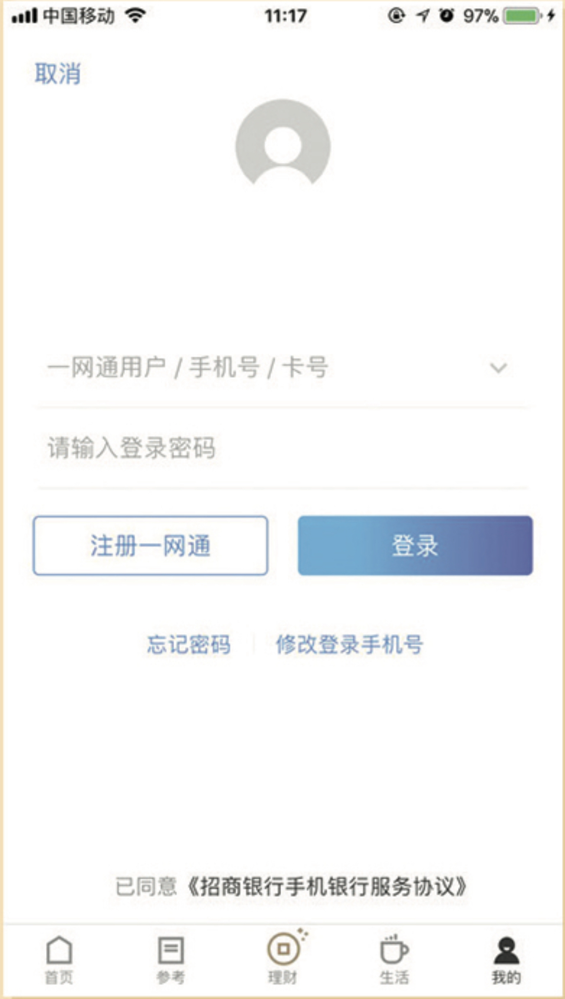 中国移动 11:17 97%
取消
一网通用户 / 手机号 / 卡号
请输入登录密码
注册一网通 登录
忘记密码 修改登录手机号
已同意《招商银行手机银行服务协议》
首页 参考 理财 生活 我的